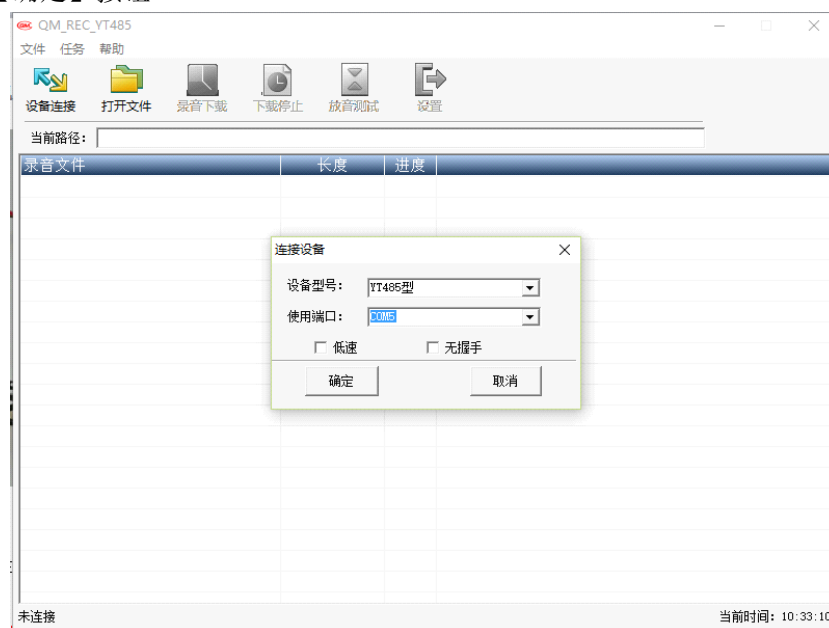 QM_REC_YT485
文件 任务 帮助
设备连接 打开文件 录音下载 下载停止 放音测试 设置
当前路径:
录音文件 长度 进度
连接设备
设备型号: YT485型
使用端口: COM5
低速 无握手
确定 取消
未连接 当前时间: 10:33:10